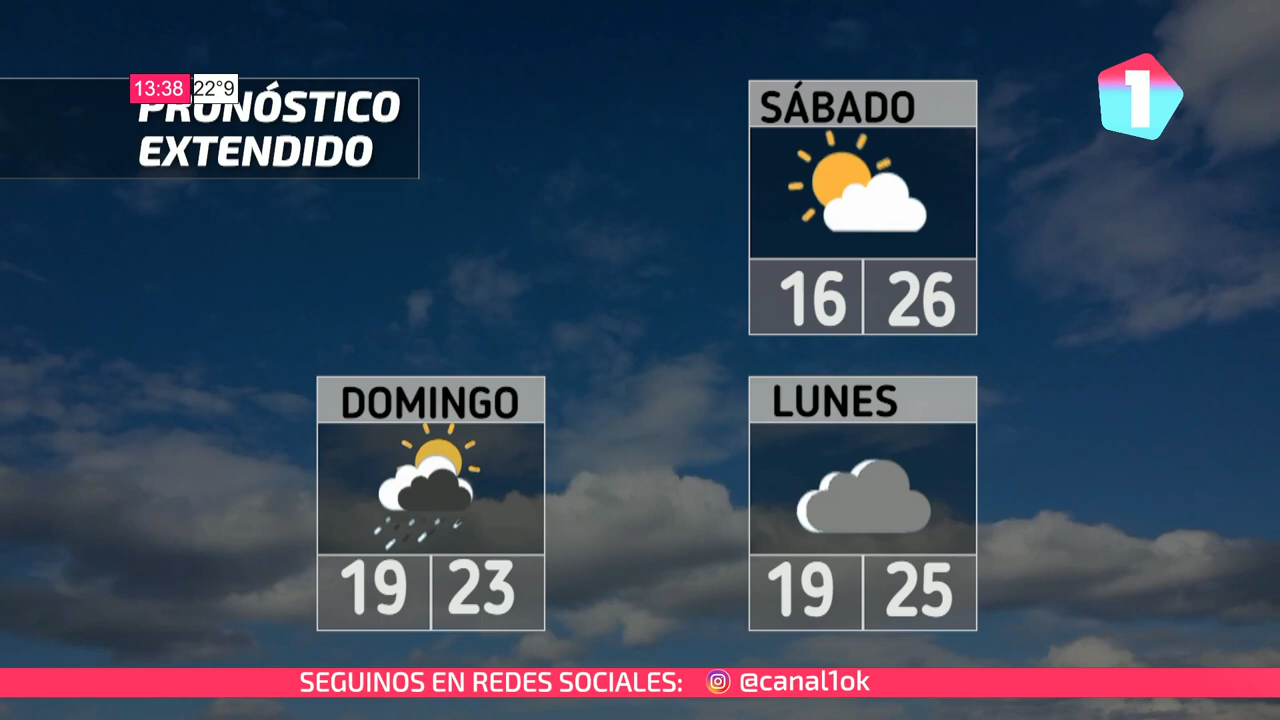 13:38 22°9
PRONÓSTICO
EXTENDIDO
1
SÁBADO
16 26
DOMINGO
19 23
LUNES
19 25
SEGUINOS EN REDES SOCIALES: @canal1ok